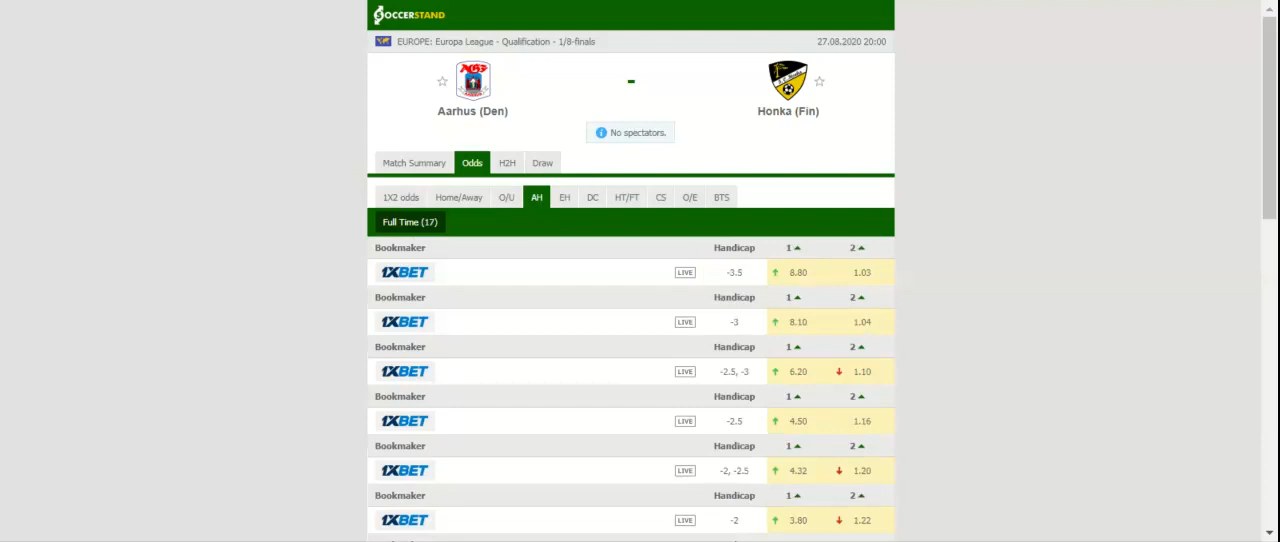 SOCCERSTAND
EUROPE: Europa League - Qualification - 1/8-finals 27.08.2020 20:00
-
Aarhus (Den) Honka (Fin)
No spectators.
Match Summary Odds H2H Draw
1X2 odds Home/Away O/U AH EH DC HT/FT CS O/E BTS
Full Time (17)
Bookmaker Handicap 1 2
1XBET LIVE -3.5 8.80 1.03
Bookmaker Handicap 1 2
1XBET LIVE -3 8.10 1.04
Bookmaker Handicap 1 2
1XBET LIVE -2.5, -3 6.20 1.10
Bookmaker Handicap 1 2
1XBET LIVE -2.5 4.50 1.16
Bookmaker Handicap 1 2
1XBET LIVE -2, -2.5 4.32 1.20
Bookmaker Handicap 1 2
1XBET LIVE -2 3.80 1.22